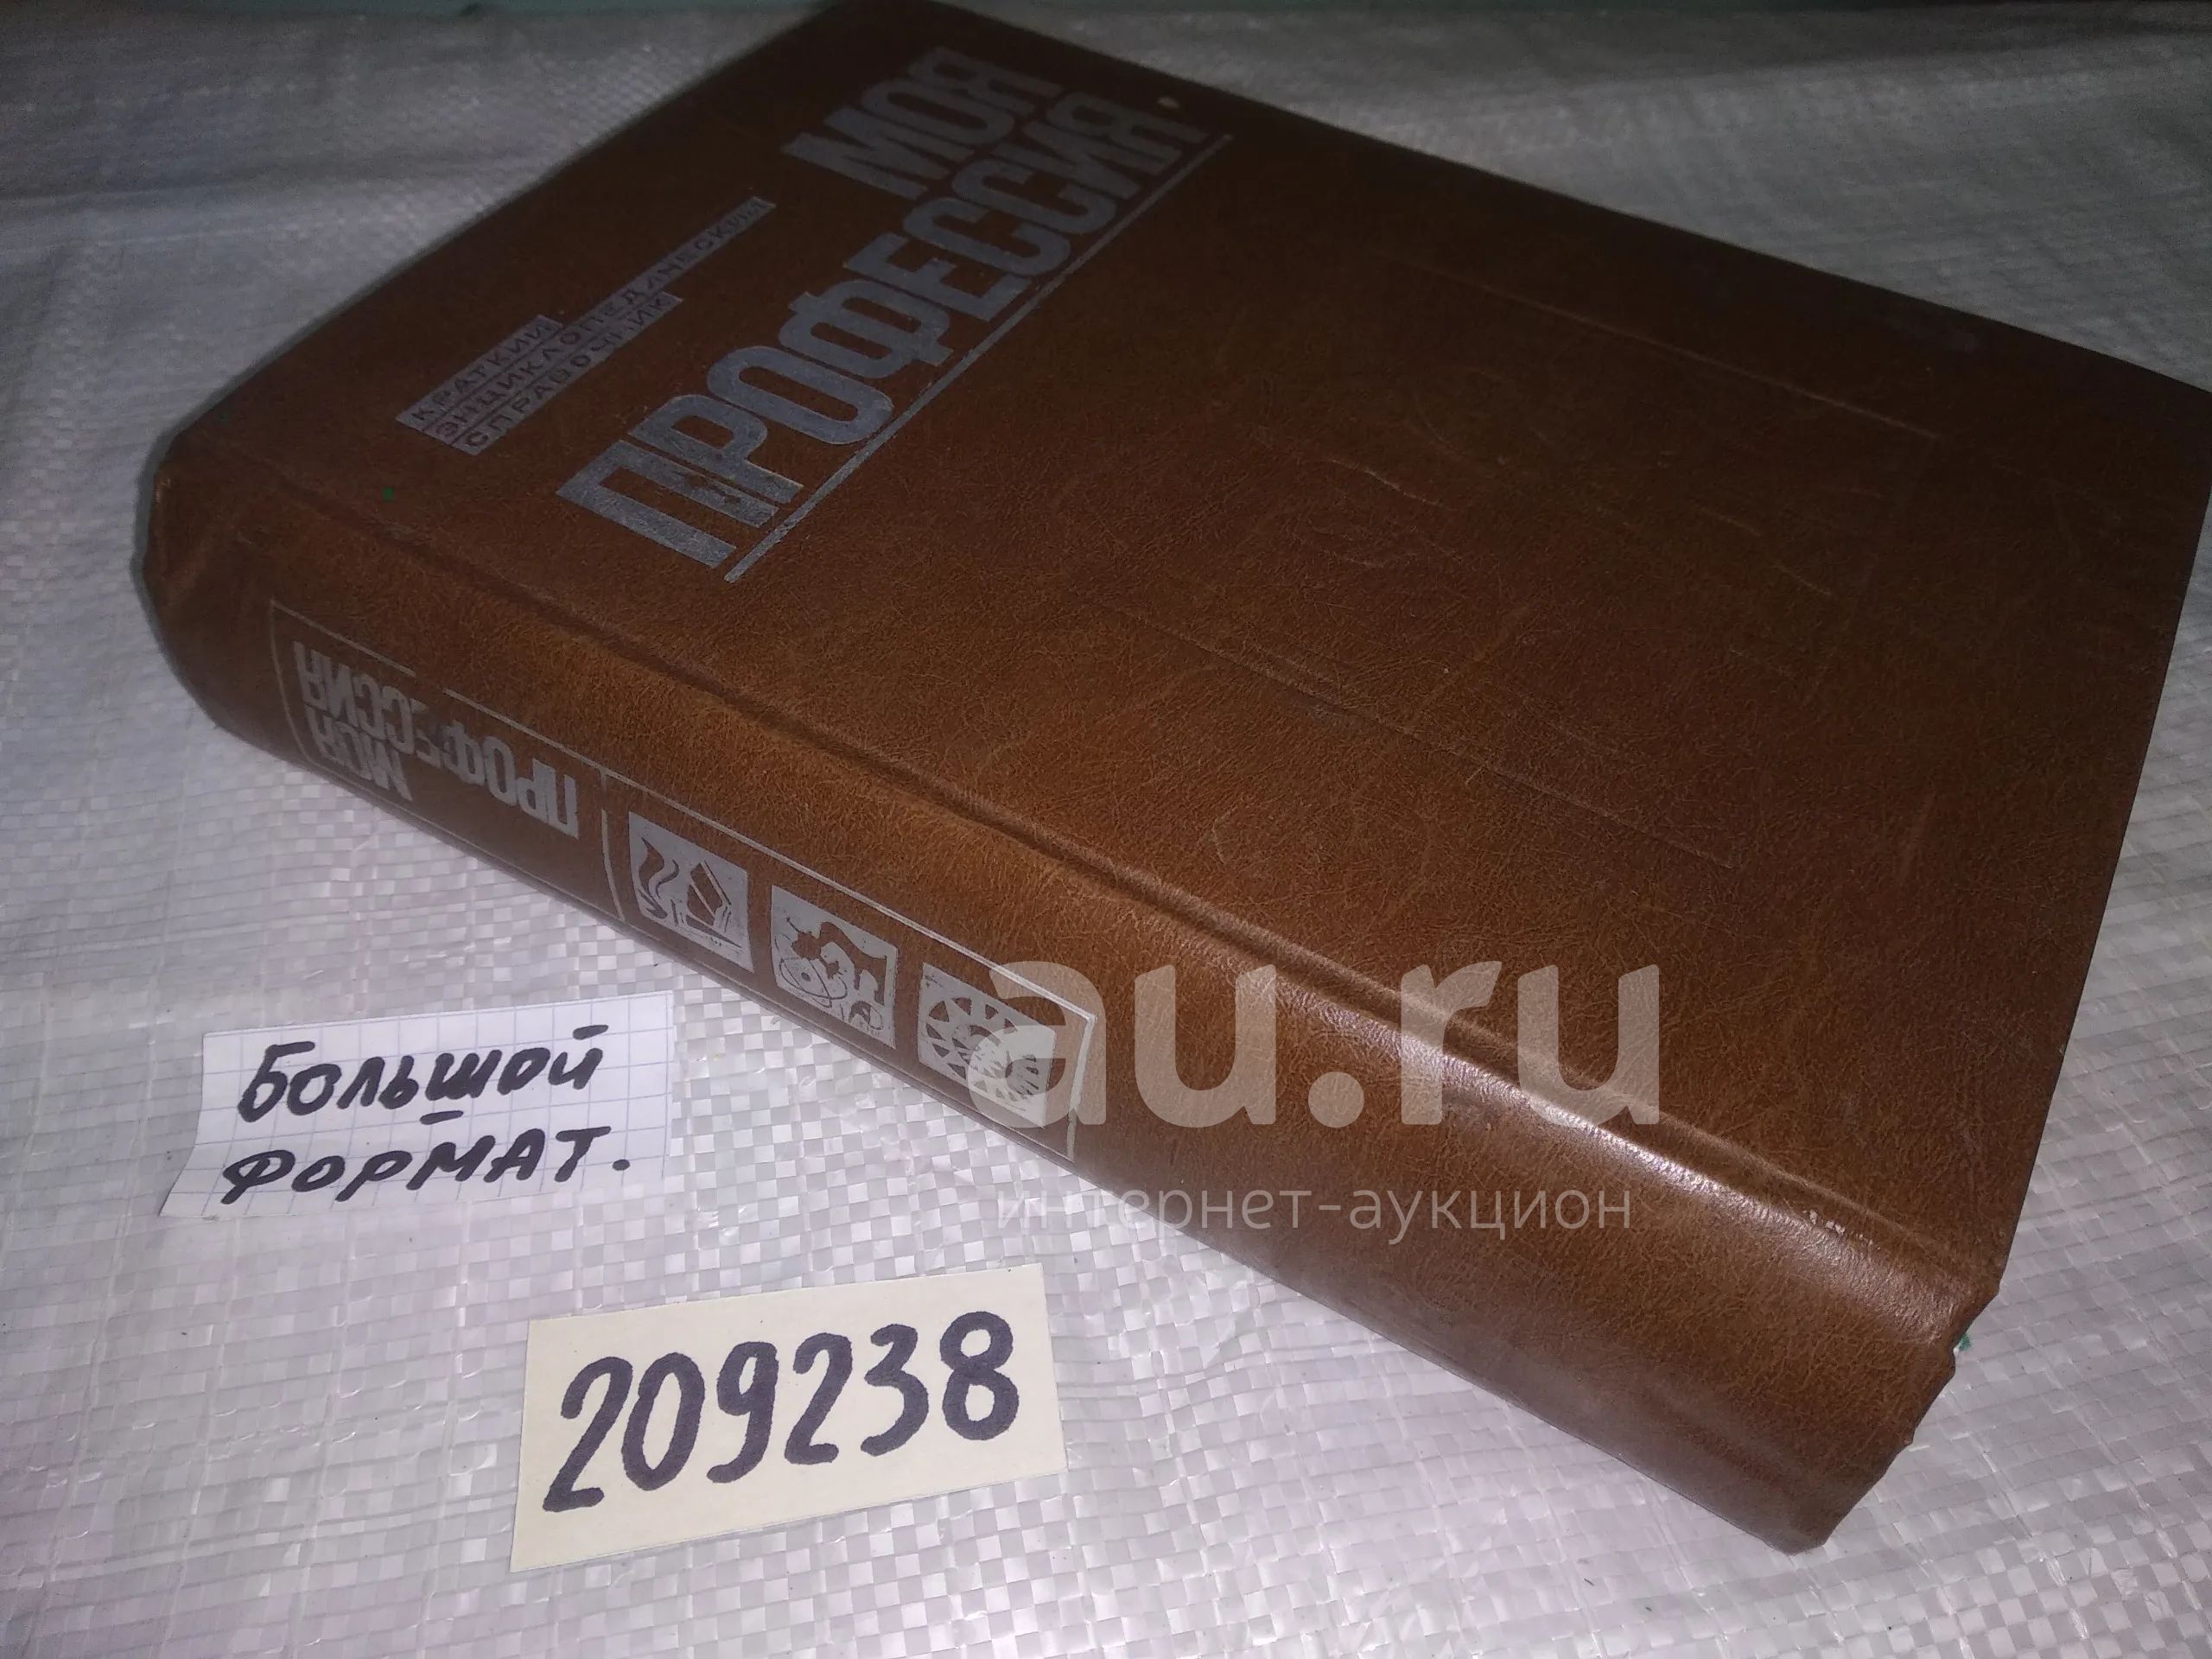 МОЯ
ПРОФЕССИЯ
КРАТКИЙ
ЭНЦИКЛОПЕДИЧЕСКИЙ
СПРАВОЧНИК
МОЯ
ПРОФЕССИЯ
БОЛЬШОЙ
ФОРМАТ.
209238
au.ru
интернет-аукцион